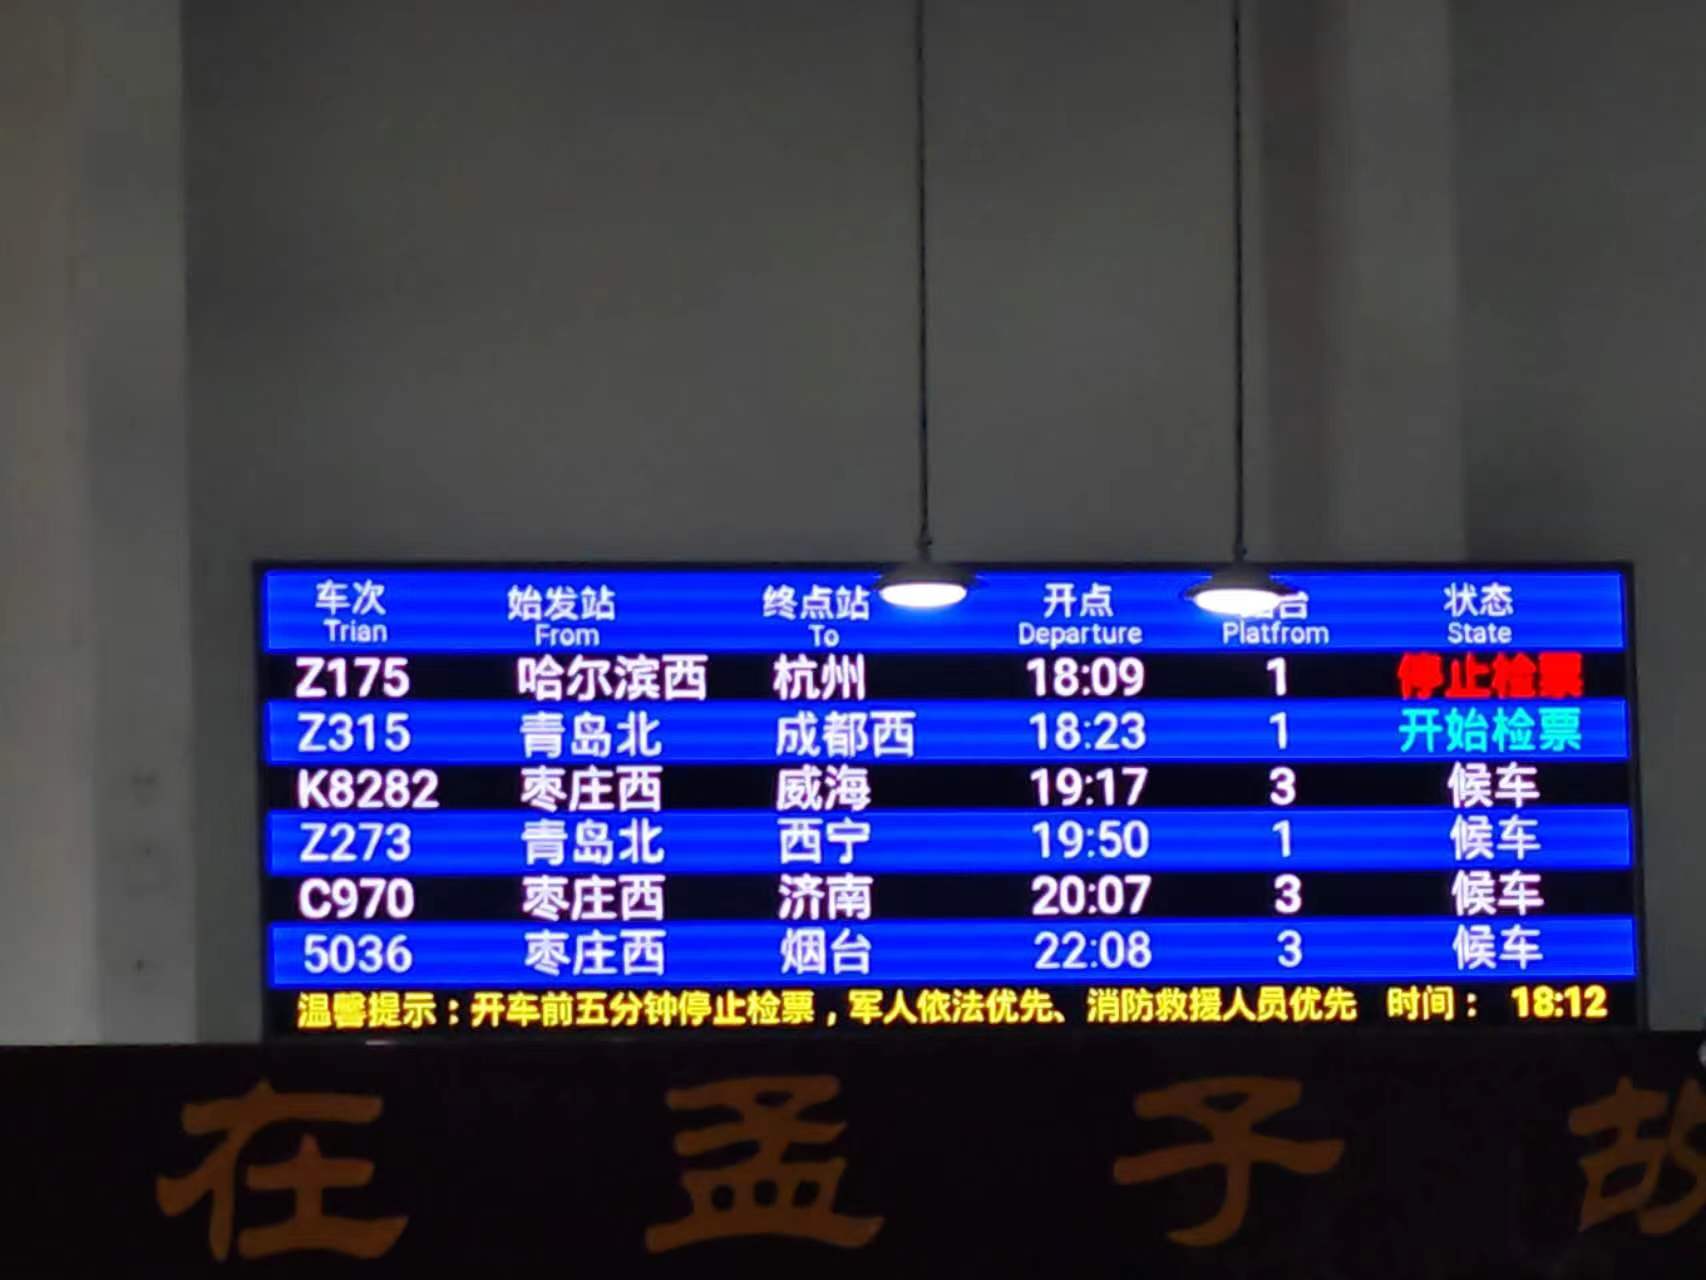 车次 始发站 终点站 开点 台 状态
Trian From To Departure Platfrom State
Z175 哈尔滨西 杭州 18:09 1 停止检票
Z315 青岛北 成都西 18:23 1 开始检票
K8282 枣庄西 威海 19:17 3 候车
Z273 青岛北 西宁 19:50 1 候车
C970 枣庄西 济南 20:07 3 候车
5036 枣庄西 烟台 22:08 3 候车
温馨提示：开车前五分钟停止检票，军人依法优先、消防救援人员优先 时间： 18:12
在孟子故